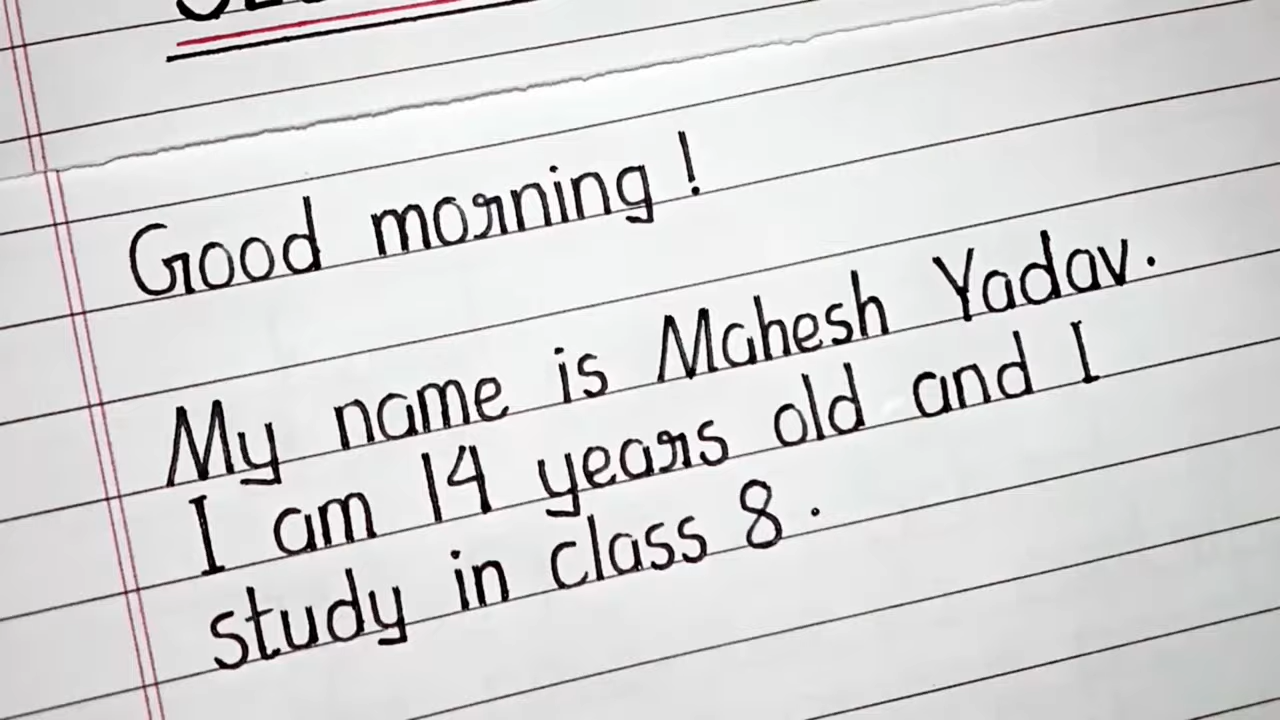 Good morning !
My name is Mahesh Yadav.
I am 14 years old and I
study in class 8.